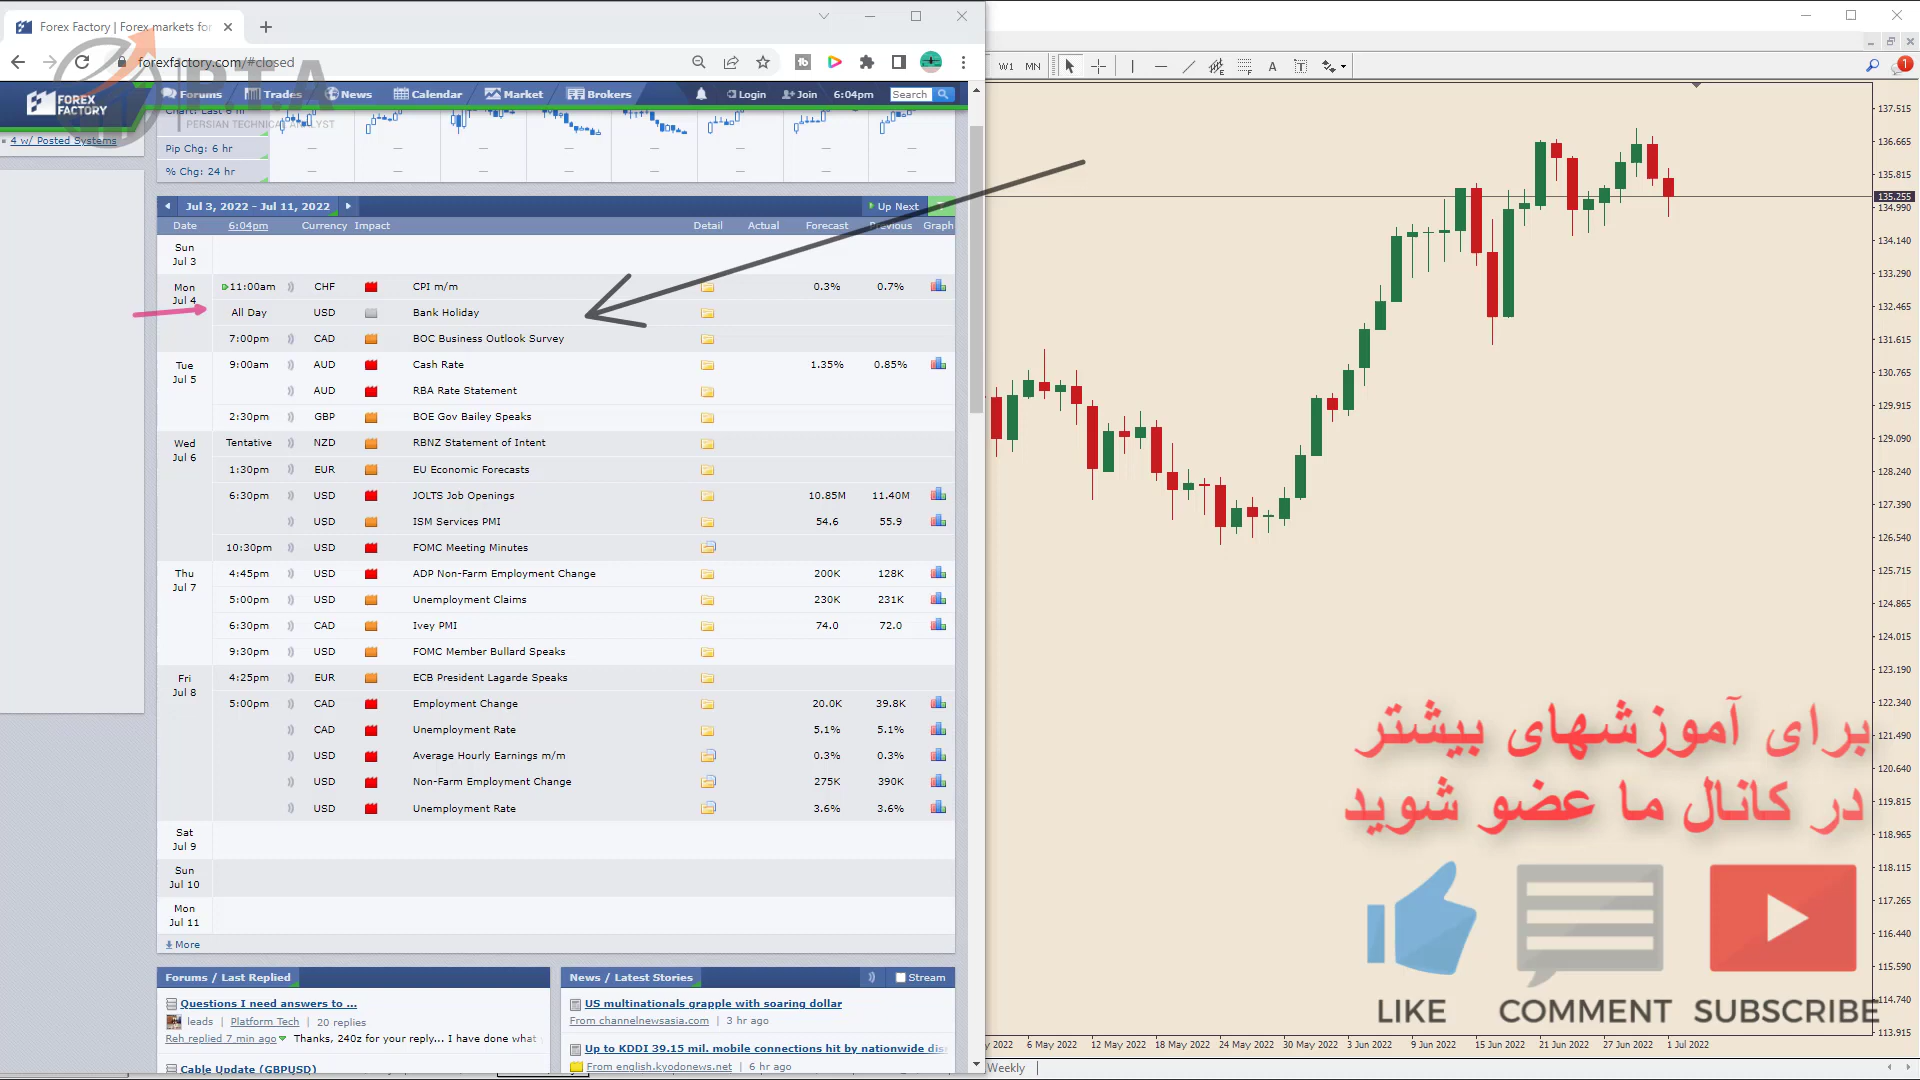 Forex Factory | Forex markets for
forexfactory.com/#closed
P.T.A
PERSIAN TECHNICAL ANALYST
FOREX FACTORY
Forums Trades News Calendar Market Brokers Login Join 6:04pm Search
4 w/ Posted Systems
Pip Chg: 6 hr
% Chg: 24 hr
Jul 3, 2022 - Jul 11, 2022 Up Next
Date 6:04pm Currency Impact Detail Actual Forecast Previous Graph
Sun Jul 3
Mon Jul 4 11:00am CHF CPI m/m 0.3% 0.7%
All Day USD Bank Holiday
7:00pm CAD BOC Business Outlook Survey
Tue Jul 5 9:00am AUD Cash Rate 1.35% 0.85%
AUD RBA Rate Statement
2:30pm GBP BOE Gov Bailey Speaks
Wed Jul 6 Tentative NZD RBNZ Statement of Intent
1:30pm EUR EU Economic Forecasts
6:30pm USD JOLTS Job Openings 10.85M 11.40M
USD ISM Services PMI 54.6 55.9
10:30pm USD FOMC Meeting Minutes
Thu Jul 7 4:45pm USD ADP Non-Farm Employment Change 200K 128K
5:00pm USD Unemployment Claims 230K 231K
6:30pm CAD Ivey PMI 74.0 72.0
9:30pm USD FOMC Member Bullard Speaks
Fri Jul 8 4:25pm EUR ECB President Lagarde Speaks
5:00pm CAD Employment Change 20.0K 39.8K
CAD Unemployment Rate 5.1% 5.1%
USD Average Hourly Earnings m/m 0.3% 0.3%
USD Non-Farm Employment Change 275K 390K
USD Unemployment Rate 3.6% 3.6%
Sat Jul 9
Sun Jul 10
Mon Jul 11
More
Forums / Last Replied
Questions I need answers to ...
leads | Platform Tech | 20 replies
Reh replied 7 min ago Thanks, 240z for your reply... I have done what
Cable Update (GBPUSD)
News / Latest Stories Stream
US multinationals grapple with soaring dollar
From channelnewsasia.com | 3 hr ago
Up to KDDI 39.15 mil. mobile connections hit by nationwide dis
From english.kyodonews.net | 6 hr ago
W1 MN A T 1
137.515
136.665
135.815
135.255
134.990
134.140
133.290
132.465
131.615
130.765
129.915
129.090
128.240
127.390
126.540
125.715
124.865
124.015
123.190
122.340
121.490
120.640
119.815
118.965
118.115
117.265
116.440
115.590
114.740
113.915
برای آموزشهای بیشتر
در کانال ما عضو شوید
LIKE COMMENT SUBSCRIBE
2022 6 May 2022 12 May 2022 18 May 2022 24 May 2022 30 May 2022 3 Jun 2022 9 Jun 2022 15 Jun 2022 21 Jun 2022 27 Jun 2022 1 Jul 2022
Weekly